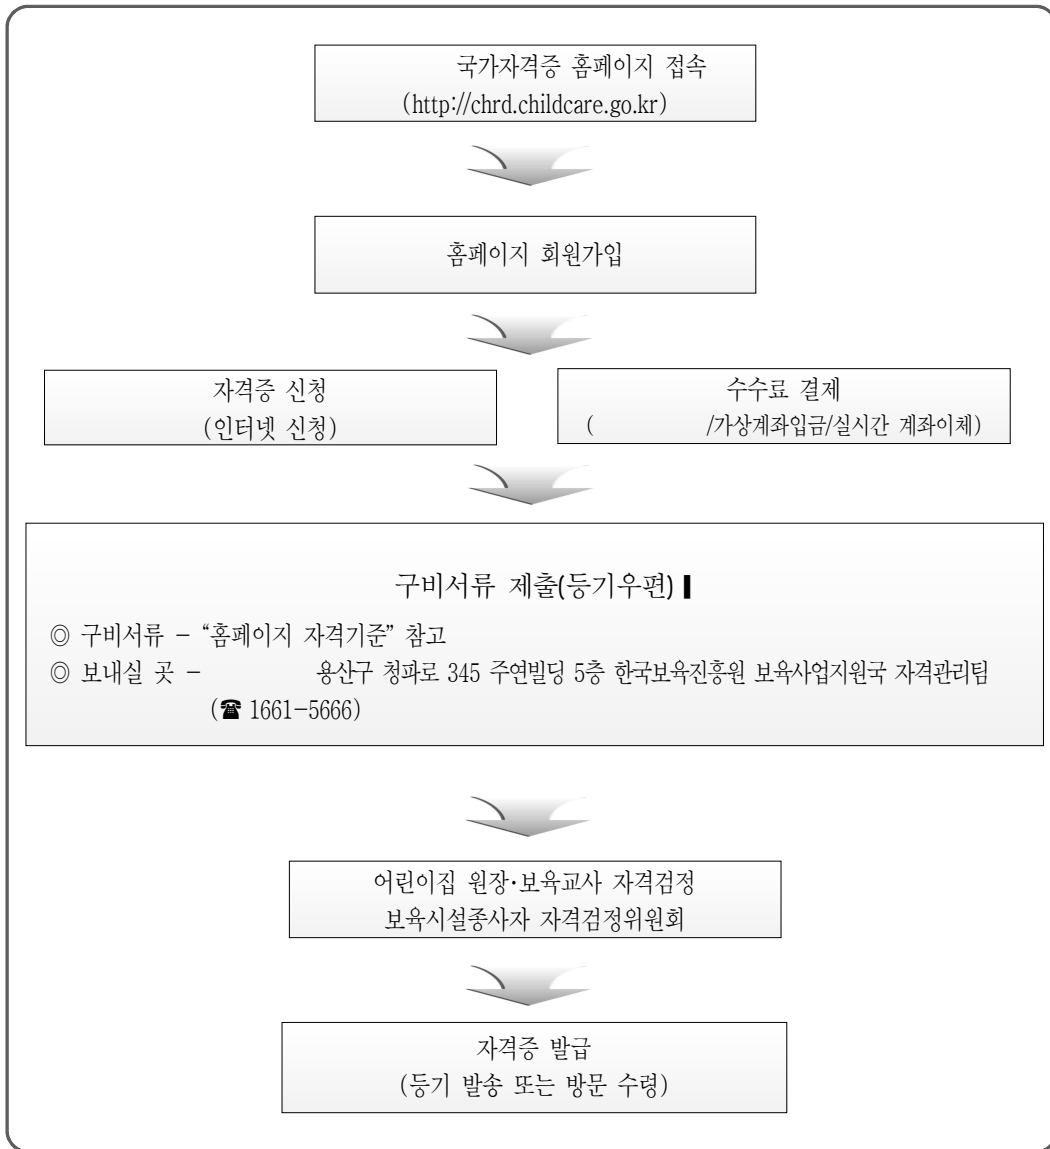 국가자격증 홈페이지 접속
(http://chrd.childcare.go.kr)
홈페이지 회원가입
자격증 신청
(인터넷 신청)
수수료 결제
( /가상계좌입금/실시간 계좌이체)
구비서류 제출(등기우편)
◎ 구비서류 – “홈페이지 자격기준” 참고
◎ 보내실 곳 – 용산구 청파로 345 주연빌딩 5층 한국보육진흥원 보육사업지원국 자격관리팀
(☎ 1661-5666)
어린이집 원장·보육교사 자격검정
보육시설종사자 자격검정위원회
자격증 발급
(등기 발송 또는 방문 수령)